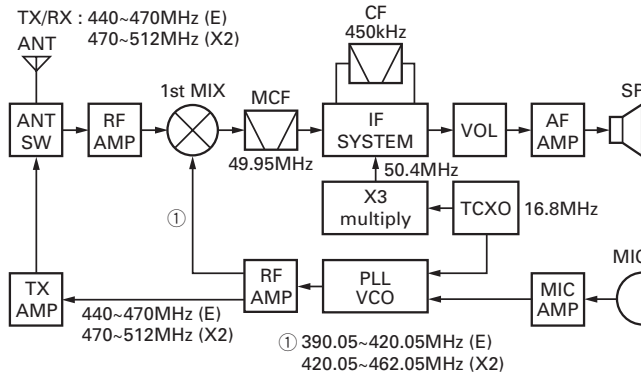 TX/RX : 440~470MHz (E)
470~512MHz (X2)
ANT
CF
450kHz
1st MIX
MCF
ANT
SW
RF
AMP
IF
SYSTEM
VOL
AF
AMP
49.95MHz
50.4MHz
X3
multiply
TCXO
16.8MHz
①
TX
AMP
RF
AMP
PLL
VCO
MIC
AMP
440~470MHz (E)
470~512MHz (X2)
① 390.05~420.05MHz (E)
420.05~462.05MHz (X2)